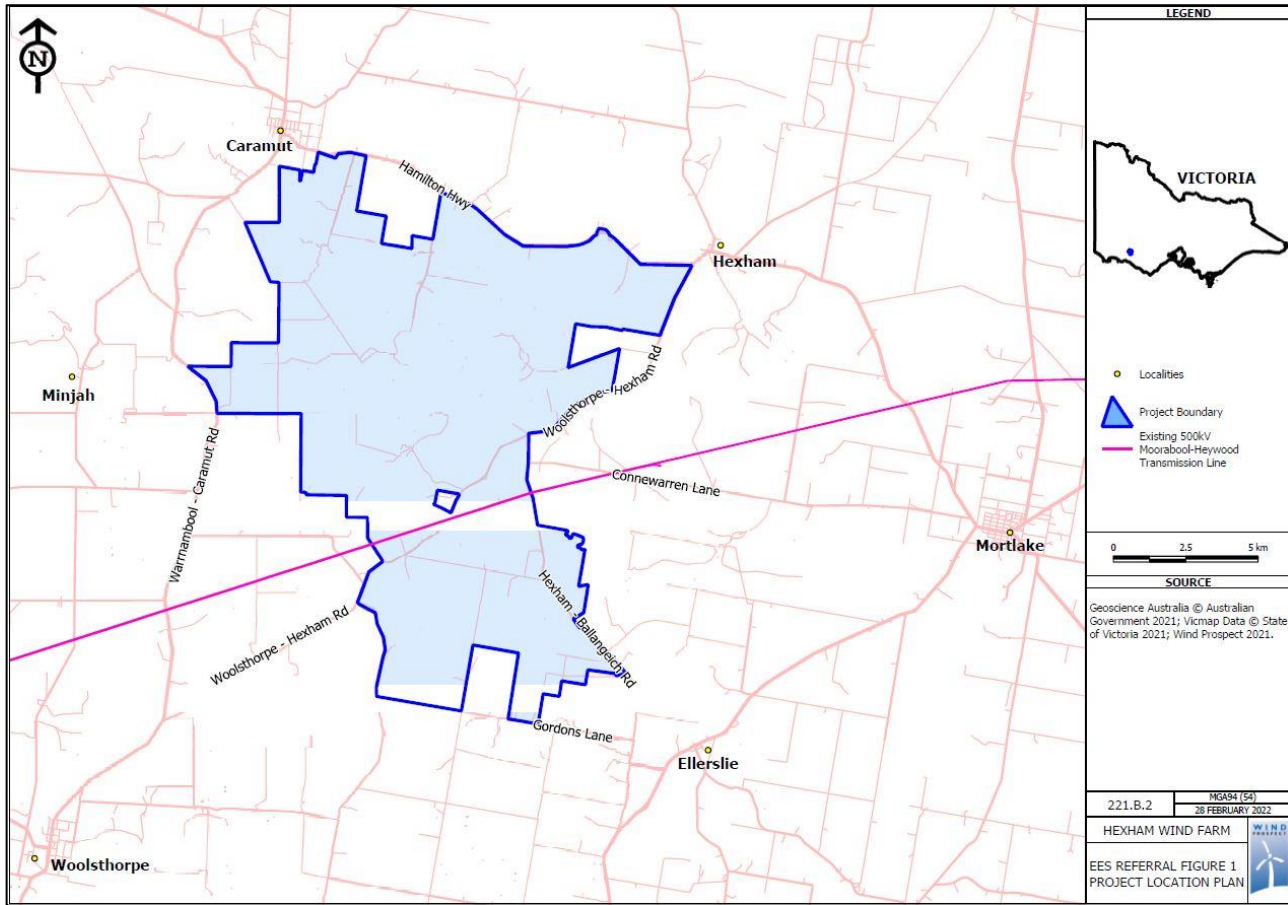 N
Caramut
Hamilton Hwy
Hexham
Minjah
Woolsthorpe - Hexham Rd
Warrnambool - Caramut Rd
Connewarren Lane
Mortlake
Hexham - Ballangeich Rd
Woolsthorpe - Hexham Rd
Gordons Lane
Ellerslie
Woolsthorpe
LEGEND
VICTORIA
Localities
Project Boundary
Existing 500kV
Moorabool-Heywood
Transmission Line
0 2.5 5 km
SOURCE
Geoscience Australia © Australian
Government 2021; Vicmap Data © State
of Victoria 2021; Wind Prospect 2021.
221.B.2
MGA94 (54)
28 FEBRUARY 2022
HEXHAM WIND FARM
WIND
PROSPECT
EES REFERRAL FIGURE 1
PROJECT LOCATION PLAN